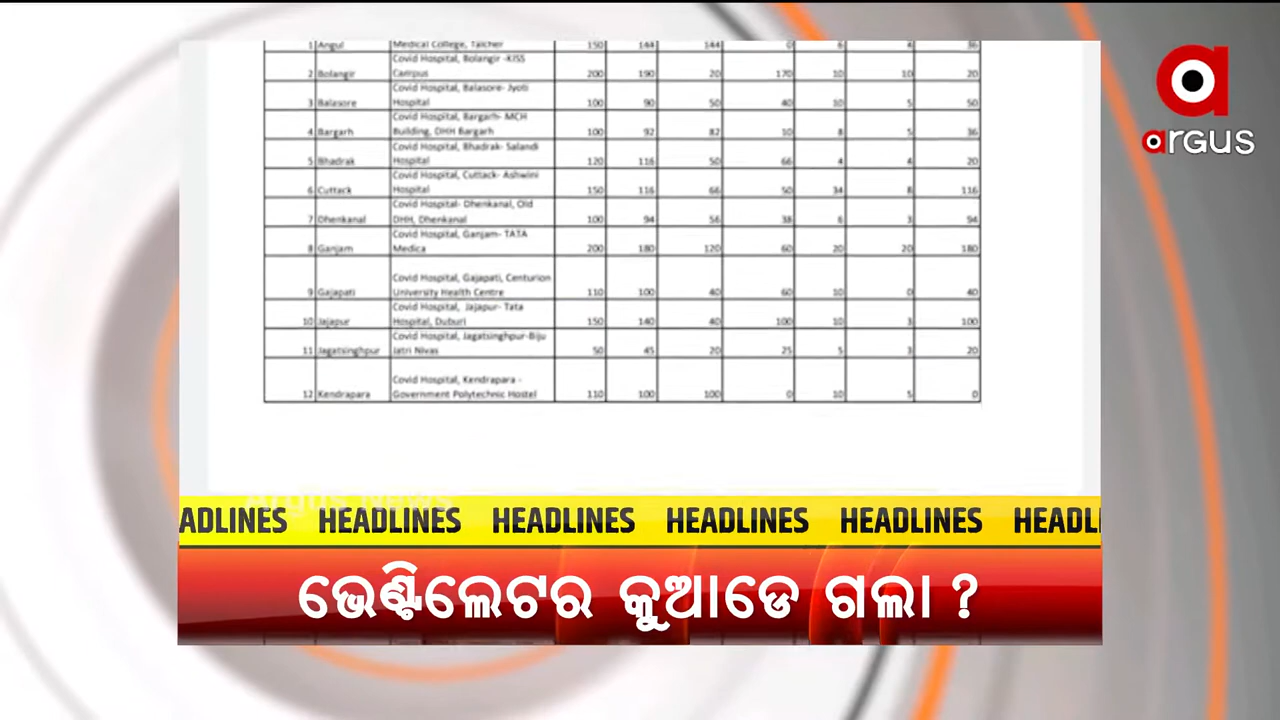 1 Angul Medical College, Talcher 150 144 144 0 6 4 36
2 Bolangir Covid Hospital, Bolangir -KISS Campus 200 190 20 170 10 10 20
3 Balasore Covid Hospital, Balasore- Jyoti Hospital 100 90 50 40 10 5 50
4 Bargarh Covid Hospital, Bargarh- MCH Building, DHH Bargarh 100 92 82 10 8 5 36
5 Bhadrak Covid Hospital, Bhadrak- Salandi Hospital 120 116 50 66 4 4 20
6 Cuttack Covid Hospital, Cuttack- Ashwini Hospital 150 116 66 50 34 8 116
7 Dhenkanal Covid Hospital- Dhenkanal, Old DHH, Dhenkanal 100 94 56 38 6 3 94
8 Ganjam Covid Hospital, Ganjam- TATA Medica 200 180 120 60 20 20 180
9 Gajapati Covid Hospital, Gajapati, Centurion University Health Centre 110 100 40 60 10 0 40
10 Jajapur Covid Hospital, Jajapur- Tata Hospital, Duburi 150 140 40 100 10 3 100
11 Jagatsinghpur Covid Hospital, Jagatsinghpur-Biju Jatri Nivas 50 45 20 25 5 3 20
12 Kendrapara Covid Hospital, Kendrapara - Government Polytechnic Hostel 110 100 100 0 10 5 0
argus
Argus News
ADLINES HEADLINES HEADLINES HEADLINES HEADLINES HEADLI
ଭେଣ୍ଟିଲେଟର କୁଆଡେ ଗଲା ?